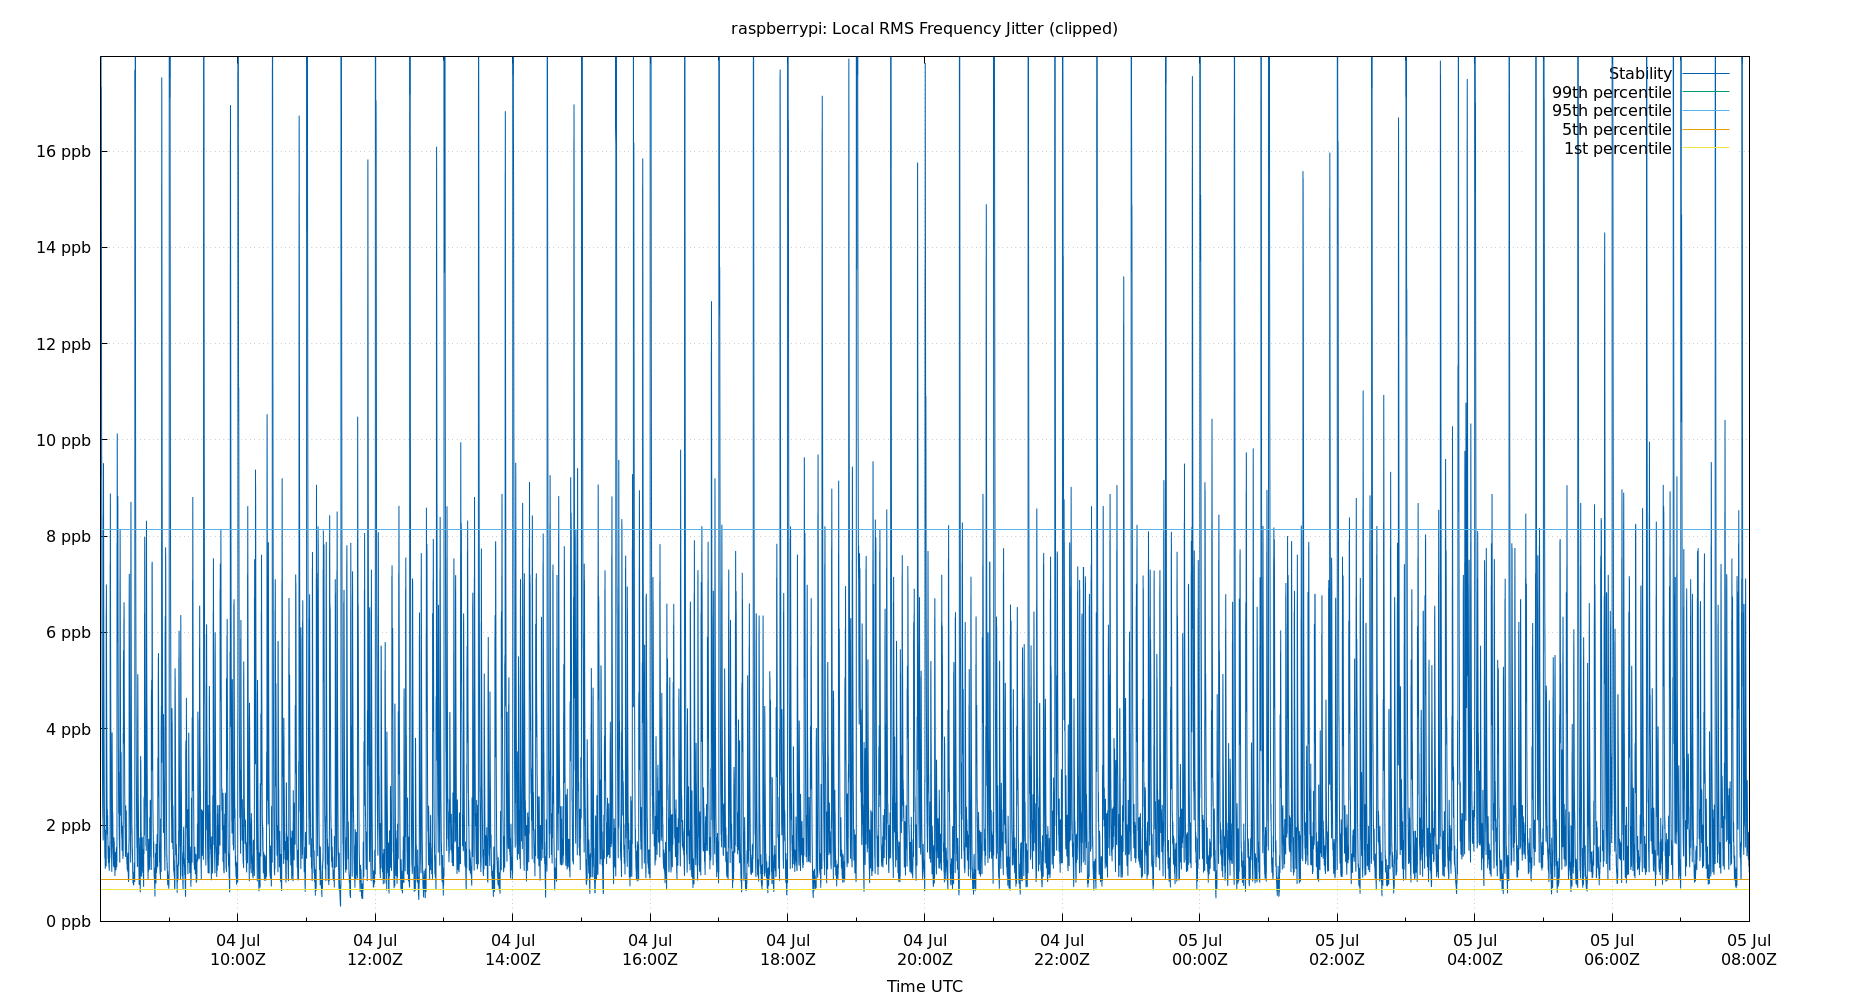 raspberrypi: Local RMS Frequency Jitter (clipped)
Stability
99th percentile
95th percentile
5th percentile
1st percentile
16 ppb
14 ppb
12 ppb
10 ppb
8 ppb
6 ppb
4 ppb
2 ppb
0 ppb
04 Jul 04 Jul 04 Jul 04 Jul 04 Jul 04 Jul 04 Jul 05 Jul 05 Jul 05 Jul 05 Jul 05 Jul
10:00Z 12:00Z 14:00Z 16:00Z 18:00Z 20:00Z 22:00Z 00:00Z 02:00Z 04:00Z 06:00Z 08:00Z
Time UTC